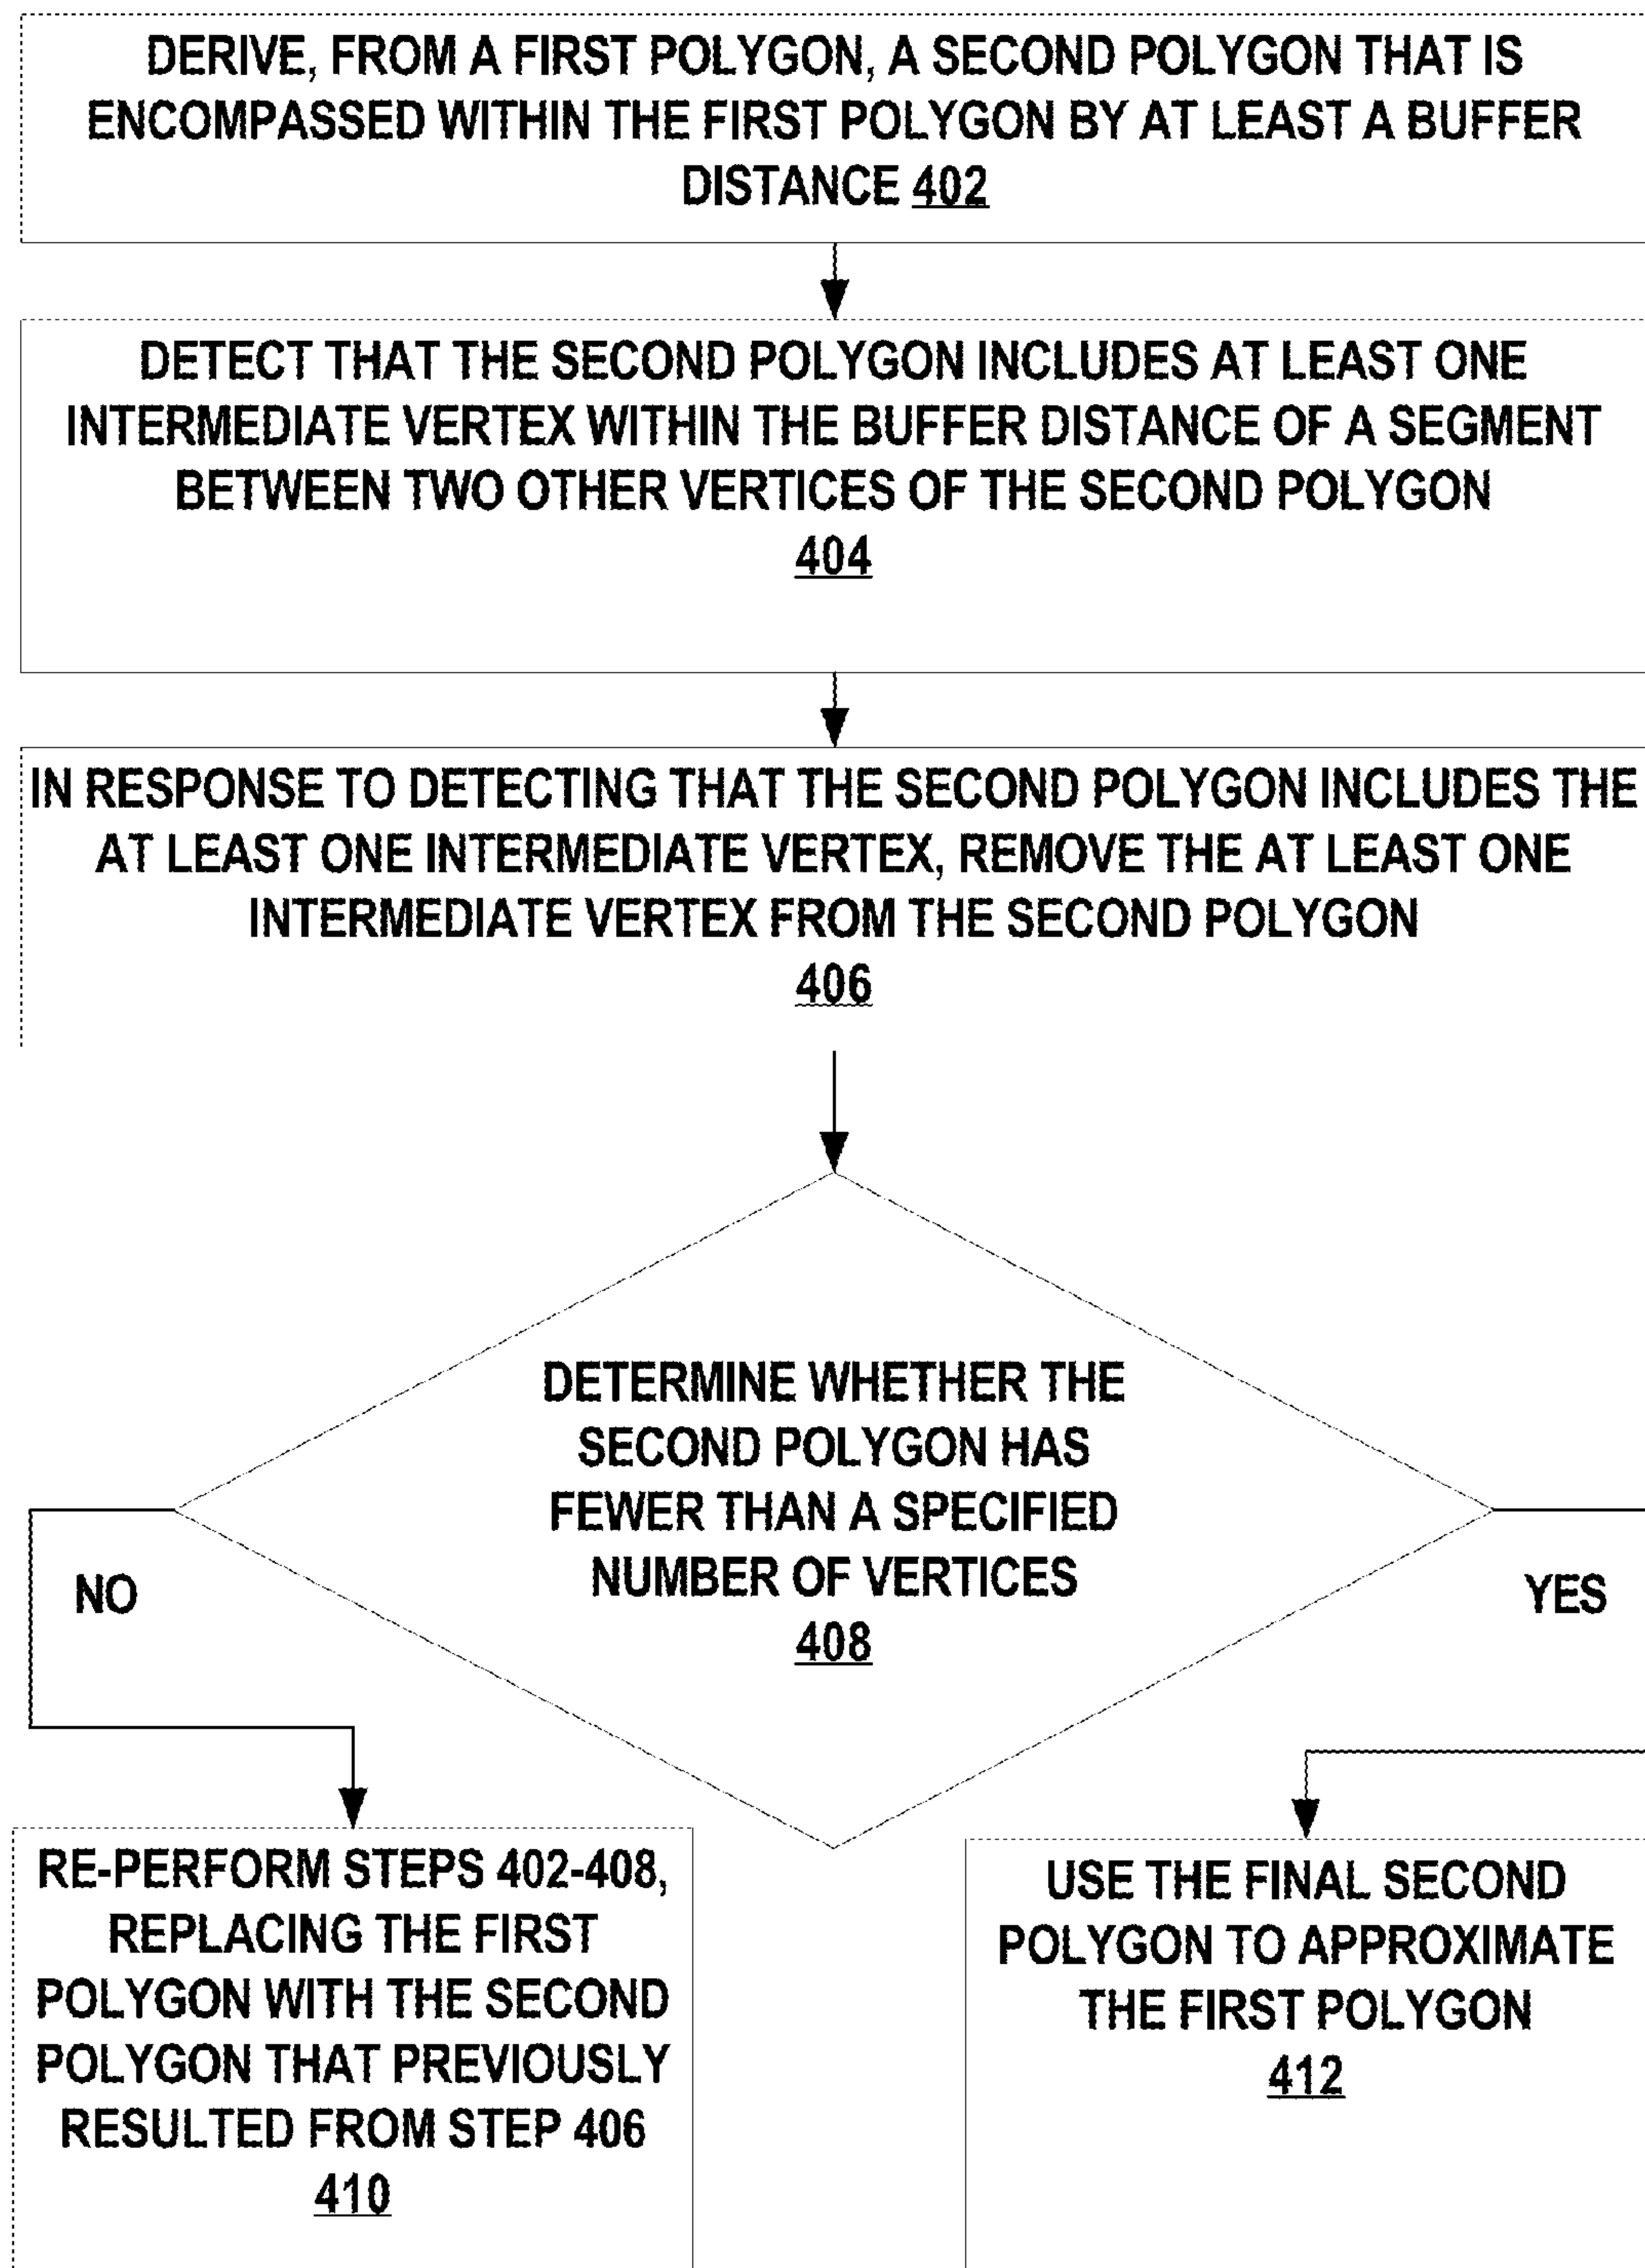 DERIVE, FROM A FIRST POLYGON, A SECOND POLYGON THAT IS
ENCOMPASSED WITHIN THE FIRST POLYGON BY AT LEAST A BUFFER
DISTANCE 402
DETECT THAT THE SECOND POLYGON INCLUDES AT LEAST ONE
INTERMEDIATE VERTEX WITHIN THE BUFFER DISTANCE OF A SEGMENT
BETWEEN TWO OTHER VERTICES OF THE SECOND POLYGON
404
IN RESPONSE TO DETECTING THAT THE SECOND POLYGON INCLUDES THE
AT LEAST ONE INTERMEDIATE VERTEX, REMOVE THE AT LEAST ONE
INTERMEDIATE VERTEX FROM THE SECOND POLYGON
406
DETERMINE WHETHER THE
SECOND POLYGON HAS
FEWER THAN A SPECIFIED
NUMBER OF VERTICES
408
NO
YES
RE-PERFORM STEPS 402-408,
REPLACING THE FIRST
POLYGON WITH THE SECOND
POLYGON THAT PREVIOUSLY
RESULTED FROM STEP 406
410
USE THE FINAL SECOND
POLYGON TO APPROXIMATE
THE FIRST POLYGON
412